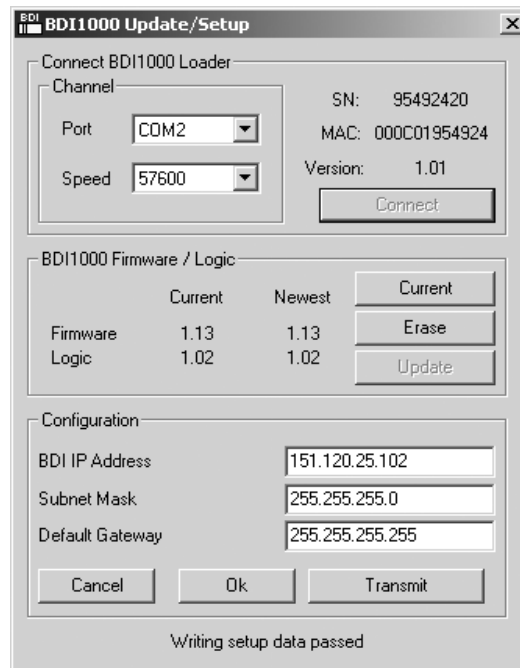 BDI BDI1000 Update/Setup
Connect BDI1000 Loader
Channel
Port COM2
Speed 57600
SN: 95492420
MAC: 000C01954924
Version: 1.01
Connect
BDI1000 Firmware / Logic
Current Newest
Firmware 1.13 1.13
Logic 1.02 1.02
Current
Erase
Update
Configuration
BDI IP Address 151.120.25.102
Subnet Mask 255.255.255.0
Default Gateway 255.255.255.255
Cancel Ok Transmit
Writing setup data passed